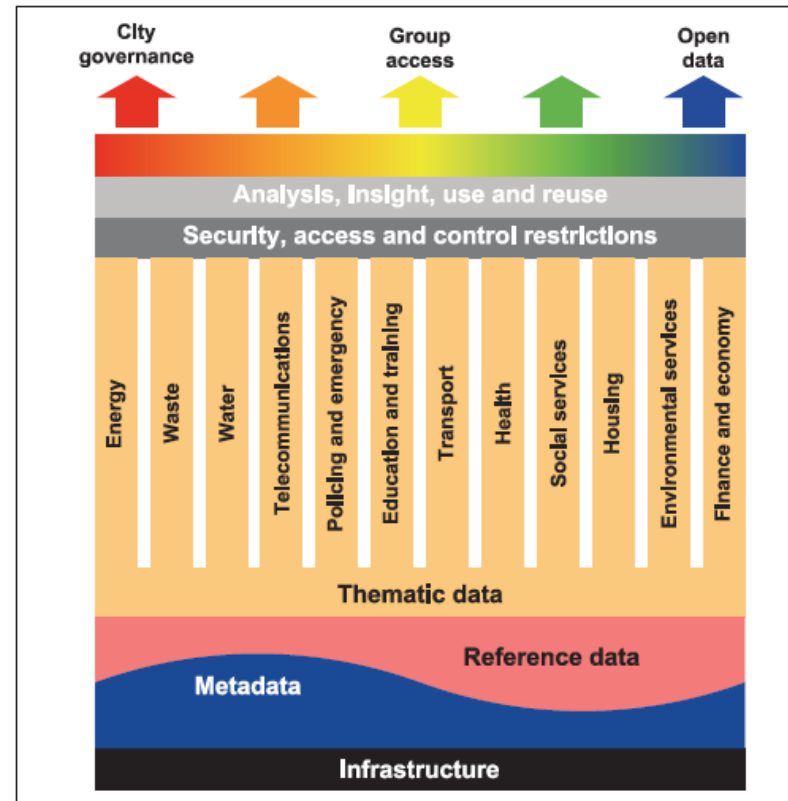 City
governance
Group
access
Open
data
Analysis, Insight, use and reuse
Security, access and control restrictions
Energy
Waste
Water
Telecommunications
Policing and emergency
Education and training
Transport
Health
Social services
Housing
Environmental services
Finance and economy
Thematic data
Reference data
Metadata
Infrastructure